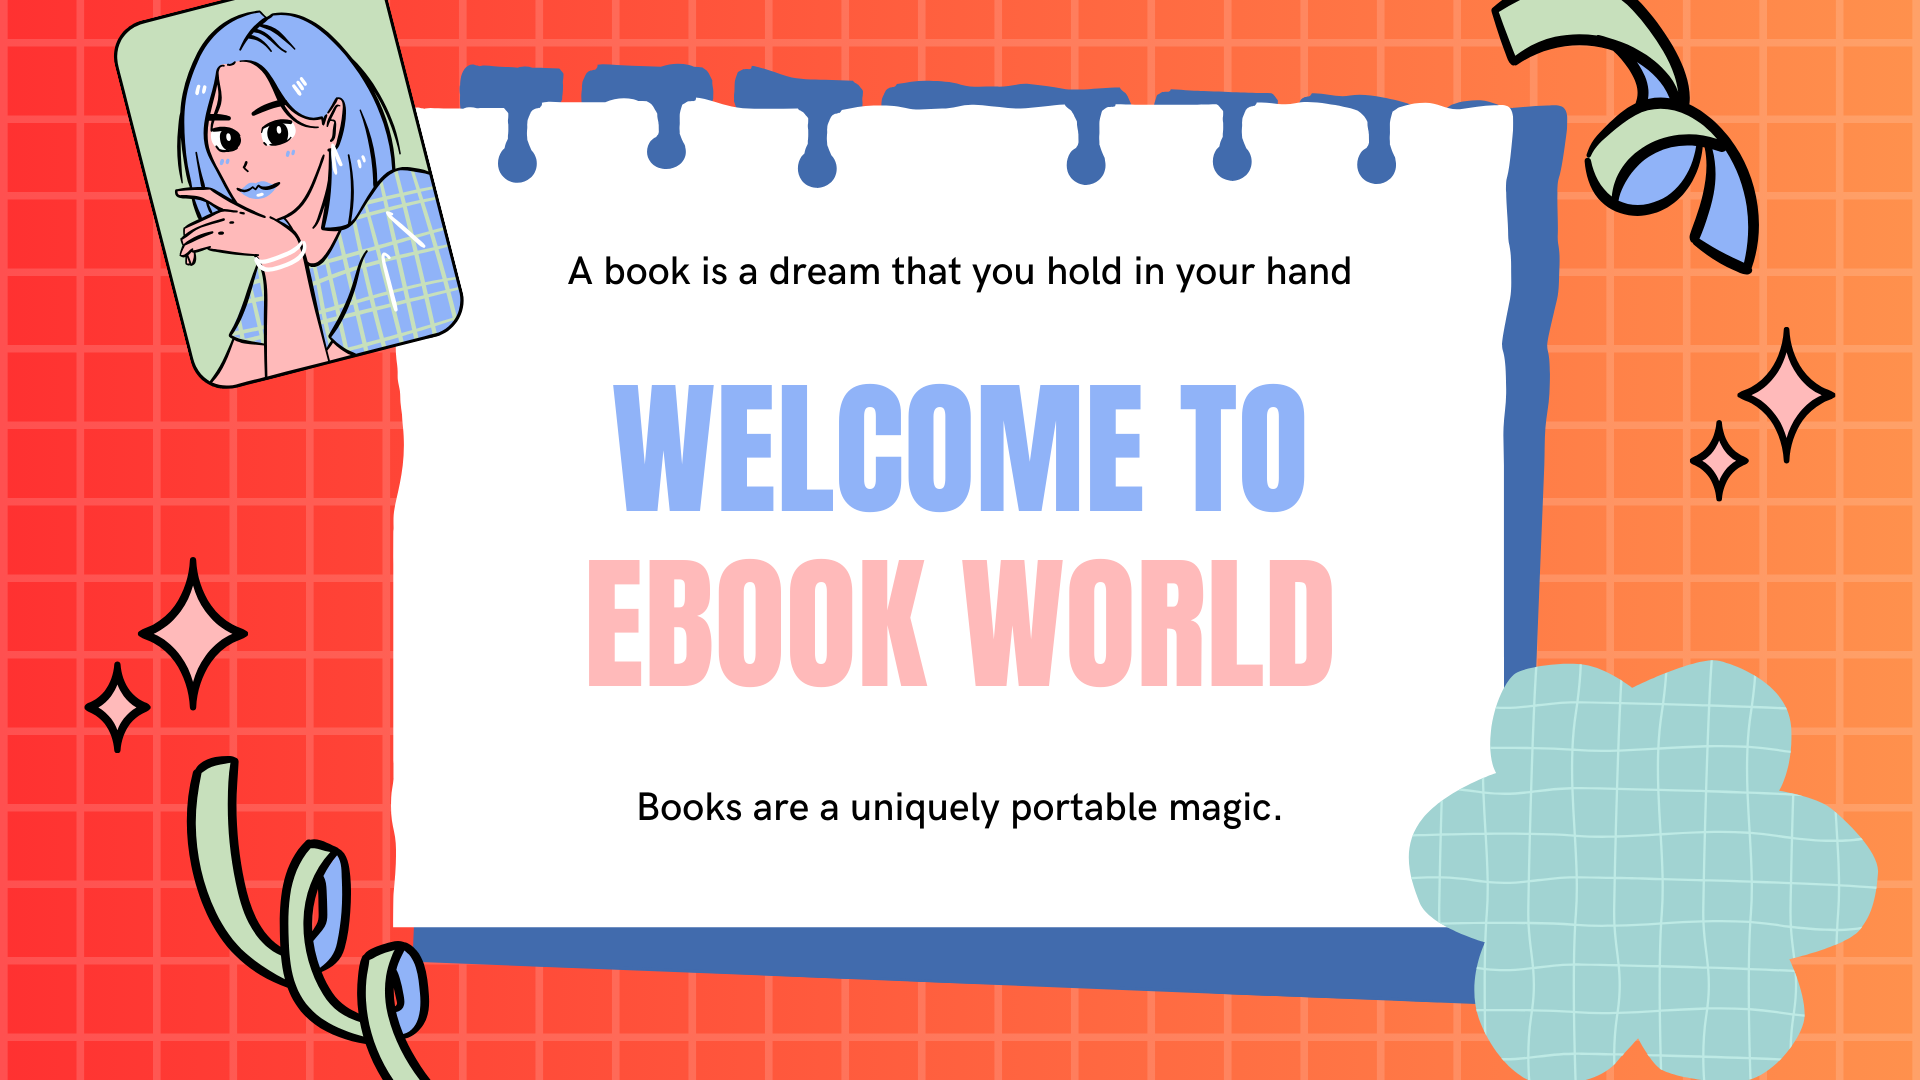 A book is a dream that you hold in your hand
WELCOME TO
EBOOK WORLD
Books are a uniquely portable magic.